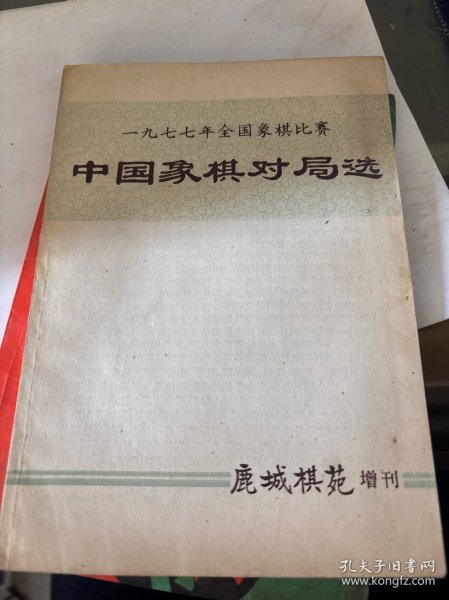 一九七七年全国象棋比赛
中国象棋对局选
鹿城棋苑 增刊
孔夫子旧书网
www.kongfz.com